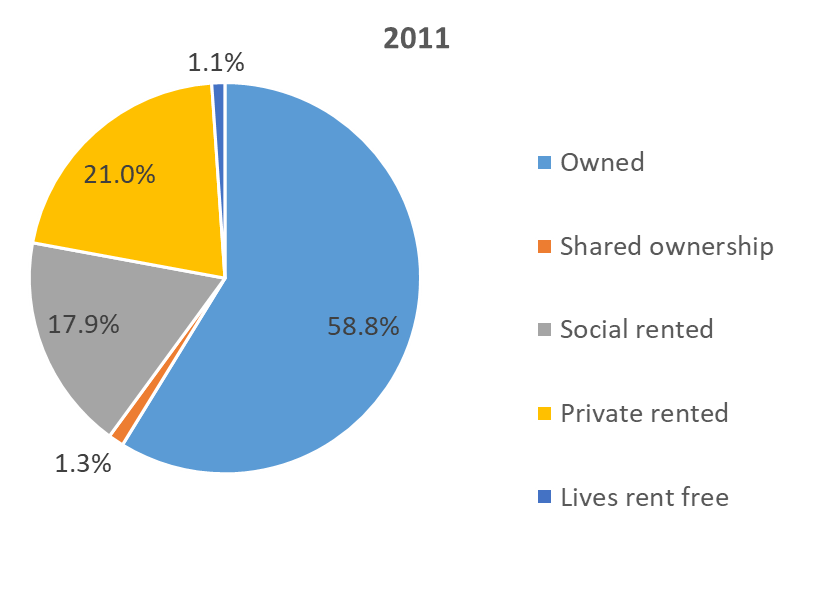 2011
1.1%
21.0%
17.9%
58.8%
1.3%
Owned
Shared ownership
Social rented
Private rented
Lives rent free